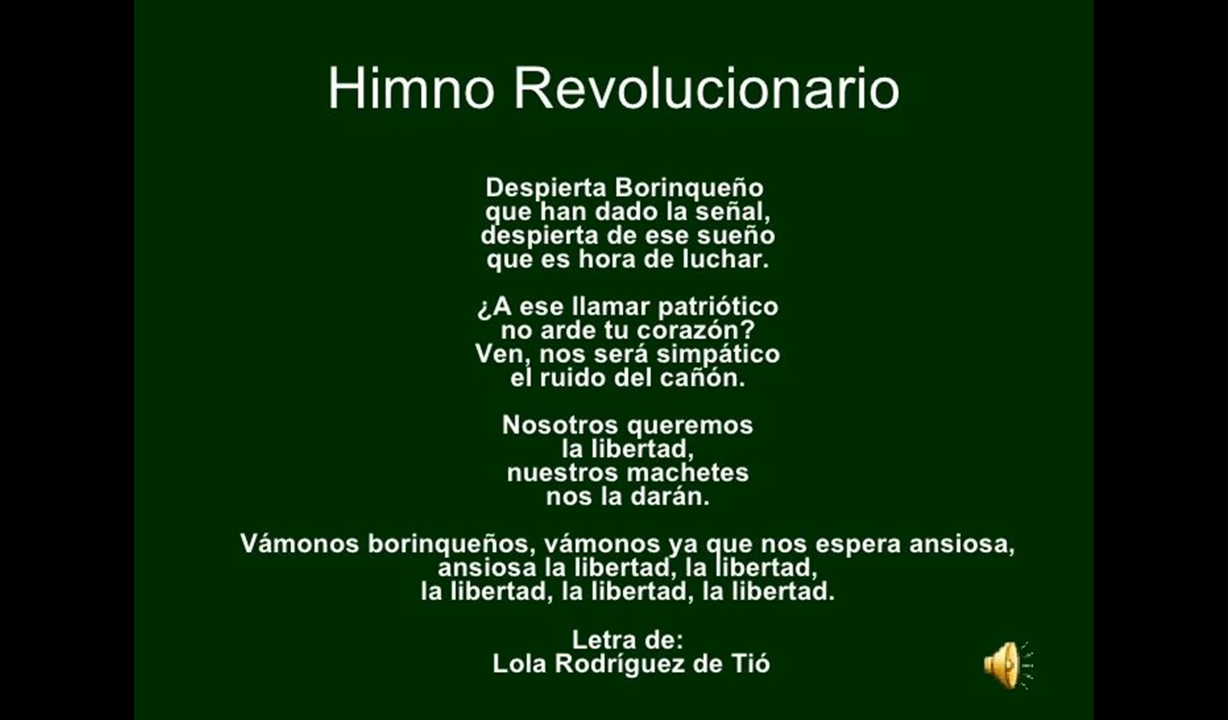 Himno Revolucionario
Despierta Borinqueño
que han dado la señal,
despierta de ese sueño
que es hora de luchar.
¿A ese llamar patriótico
no arde tu corazón?
Ven, nos será simpático
el ruido del cañón.
Nosotros queremos
la libertad,
nuestros machetes
nos la darán.
Vámonos borinqueños, vámonos ya que nos espera ansiosa,
ansiosa la libertad, la libertad,
la libertad, la libertad, la libertad.
Letra de:
Lola Rodríguez de Tió